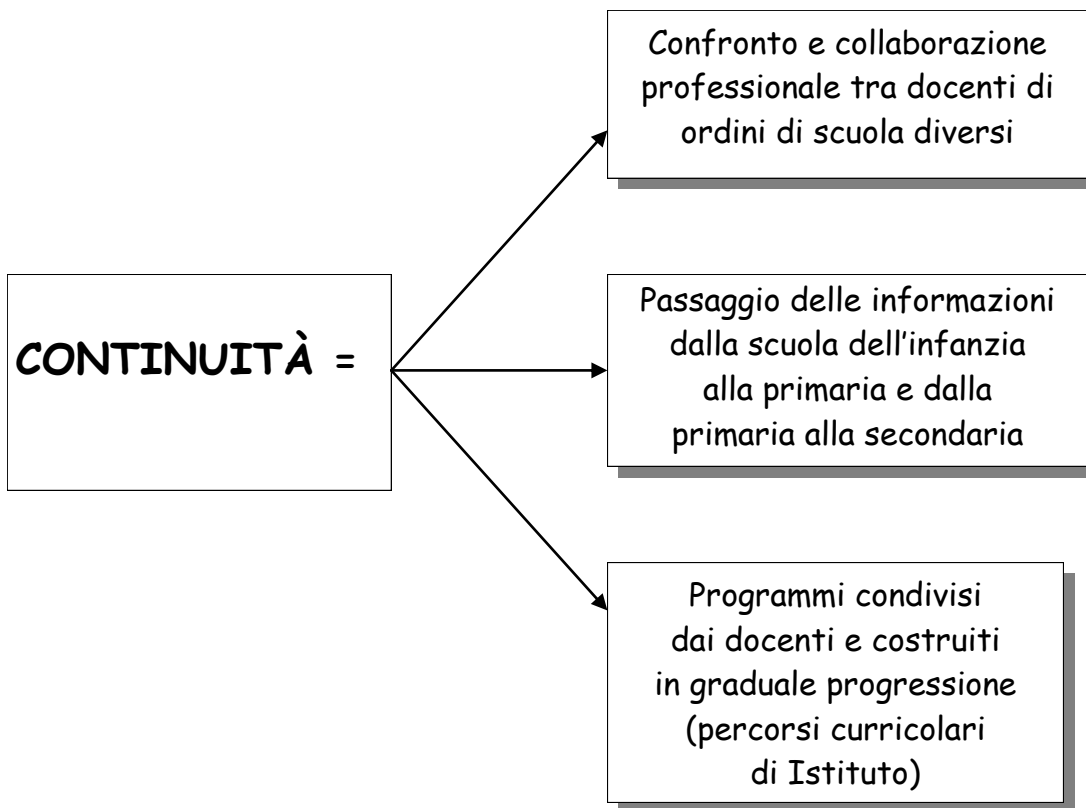 Confronto e collaborazione
professionale tra docenti di
ordini di scuola diversi
CONTINUITÀ =
Passaggio delle informazioni
dalla scuola dell'infanzia
alla primaria e dalla
primaria alla secondaria
Programmi condivisi
dai docenti e costruiti
in graduale progressione
(percorsi curricolari
di Istituto)